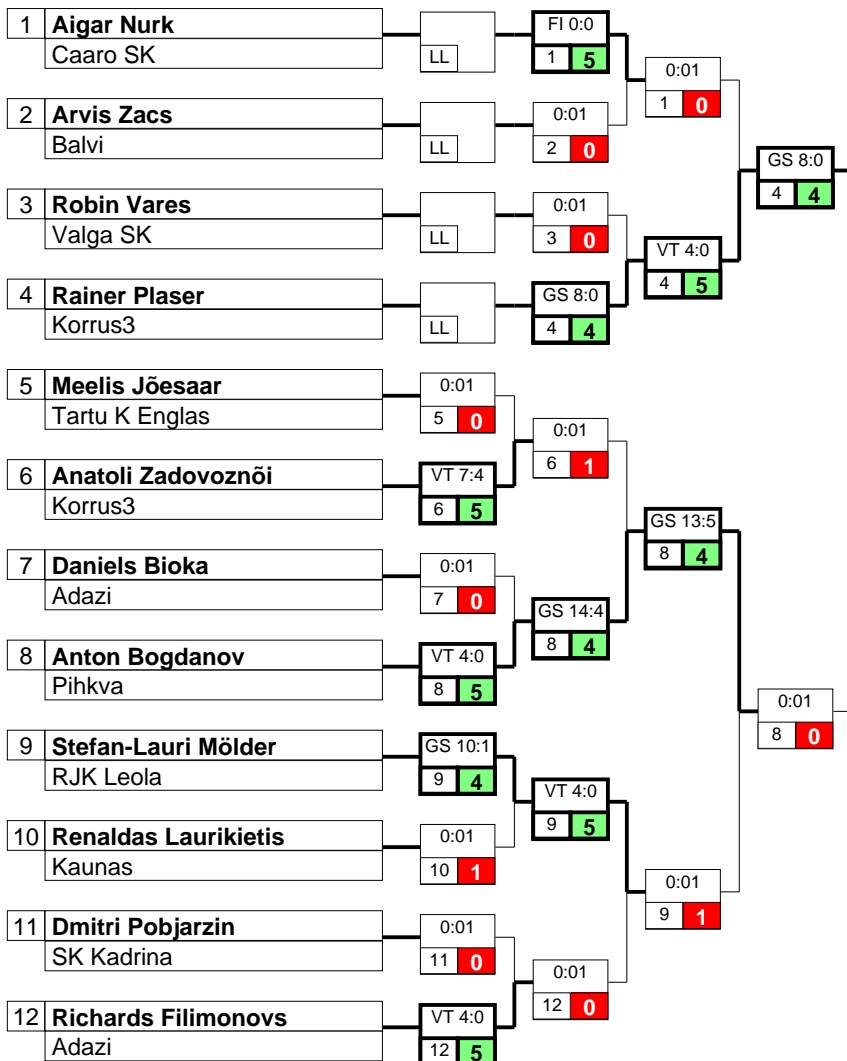 1 Aigar Nurk FI 0:0
Caaro SK LL 1 5 0:01
1 0
2 Arvis Zacs 0:01
Balvi LL 2 0 GS 8:0
4 4
3 Robin Vares 0:01
Valga SK LL 3 0 VT 4:0
4 5
4 Rainer Plaser GS 8:0
Korrus3 LL 4 4
5 Meelis Jõesaar 0:01
Tartu K Englas 5 0 0:01
6 1
6 Anatoli Zadovoznõi VT 7:4
Korrus3 6 5 GS 13:5
8 4
7 Daniels Bioka 0:01
Adazi 7 0 GS 14:4
8 4
8 Anton Bogdanov VT 4:0
Pihkva 8 5 0:01
8 0
9 Stefan-Lauri Mölder GS 10:1
RJK Leola 9 4 VT 4:0
9 5
10 Renaldas Laurikietis 0:01
Kaunas 10 1 0:01
9 1
11 Dmitri Pobjarzin 0:01
SK Kadrina 11 0 0:01
12 0
12 Richards Filimonovs VT 4:0
Adazi 12 5